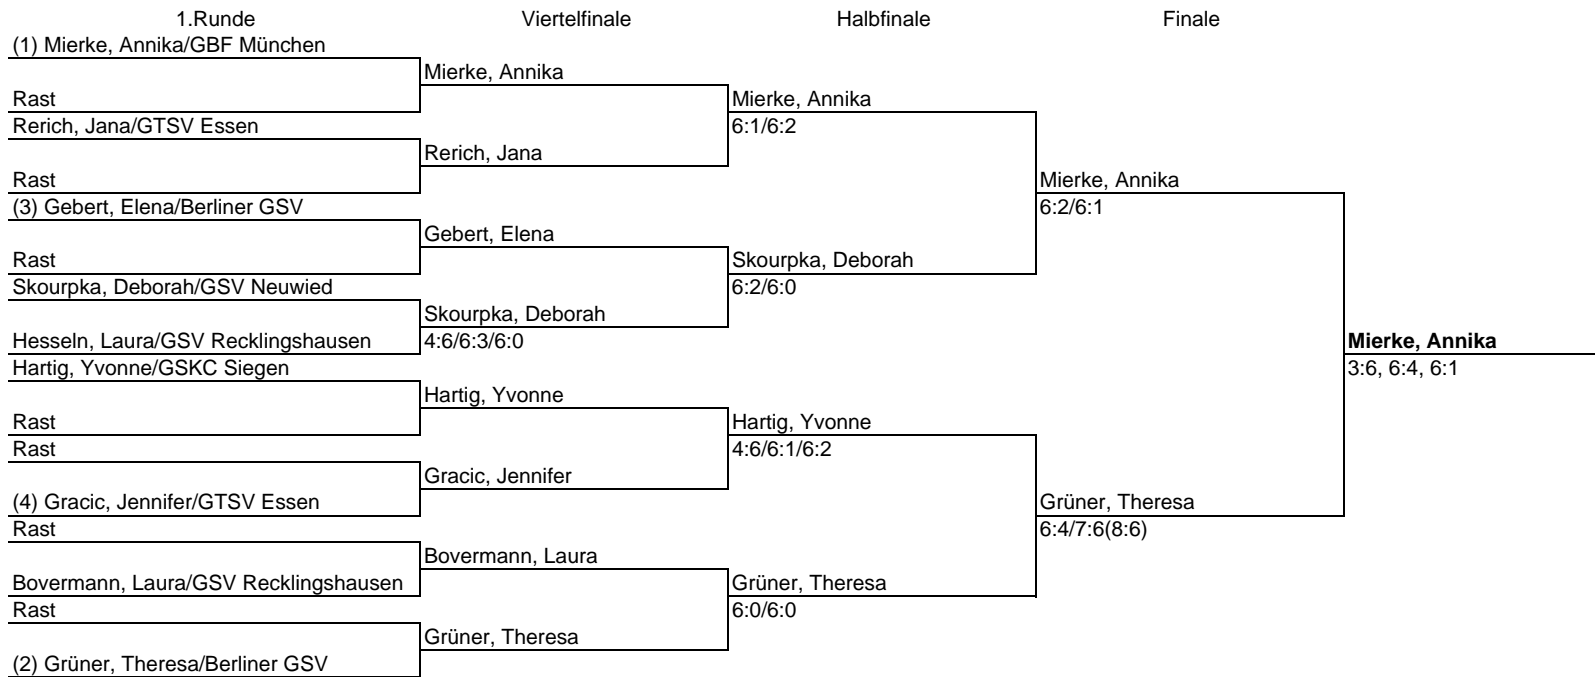 1.Runde Viertelfinale Halbfinale Finale
(1) Mierke, Annika/GBF München
Mierke, Annika
Rast Mierke, Annika
Rerich, Jana/GTSV Essen 6:1/6:2
Rerich, Jana
Rast Mierke, Annika
(3) Gebert, Elena/Berliner GSV 6:2/6:1
Gebert, Elena
Rast Skourpka, Deborah
Skourpka, Deborah/GSV Neuwied 6:2/6:0
Skourpka, Deborah
Hesseln, Laura/GSV Recklingshausen 4:6/6:3/6:0 Mierke, Annika
Hartig, Yvonne/GSKC Siegen 3:6, 6:4, 6:1
Hartig, Yvonne
Rast Hartig, Yvonne
Rast 4:6/6:1/6:2
Gracic, Jennifer
(4) Gracic, Jennifer/GTSV Essen Grüner, Theresa
Rast 6:4/7:6(8:6)
Bovermann, Laura
Bovermann, Laura/GSV Recklingshausen Grüner, Theresa
Rast 6:0/6:0
Grüner, Theresa
(2) Grüner, Theresa/Berliner GSV